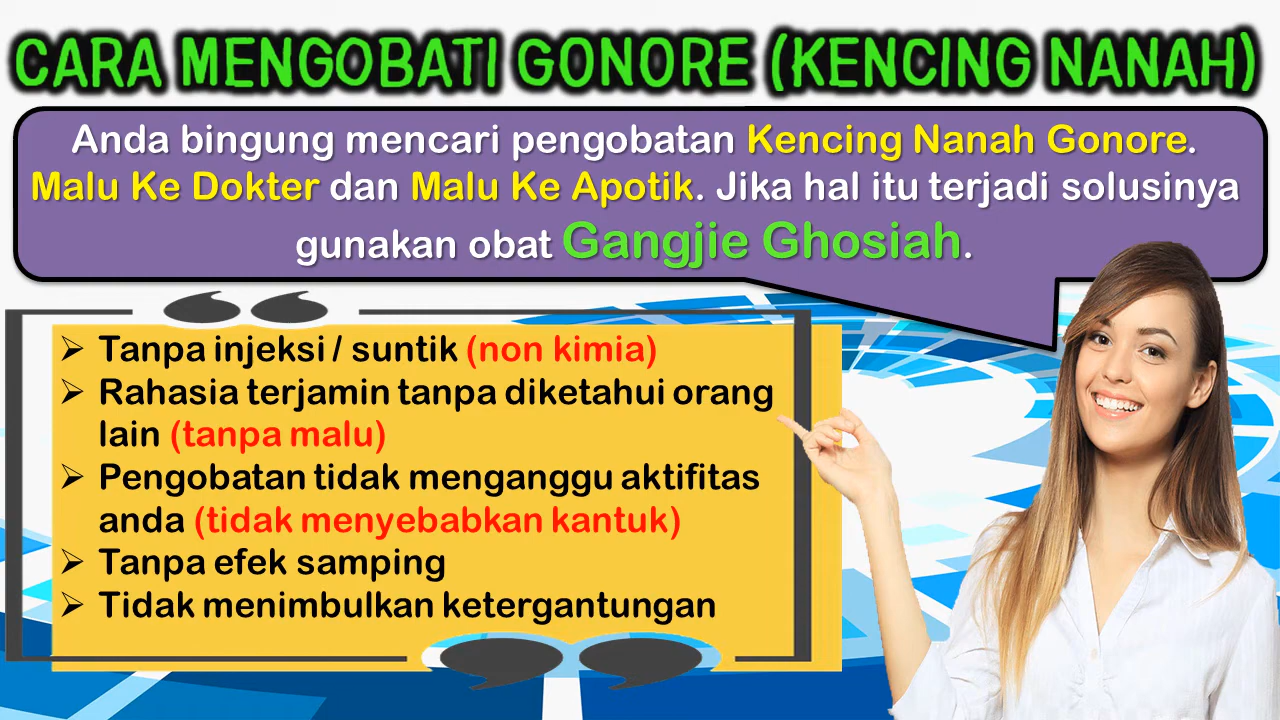 CARA MENGOBATI GONORE (KENCING NANAH)
Anda bingung mencari pengobatan Kencing Nanah Gonore.
Malu Ke Dokter dan Malu Ke Apotik. Jika hal itu terjadi solusinya
gunakan obat Gangjie Ghosiah.
➢ Tanpa injeksi / suntik (non kimia)
➢ Rahasia terjamin tanpa diketahui orang
lain (tanpa malu)
➢ Pengobatan tidak menganggu aktifitas
anda (tidak menyebabkan kantuk)
➢ Tanpa efek samping
➢ Tidak menimbulkan ketergantungan